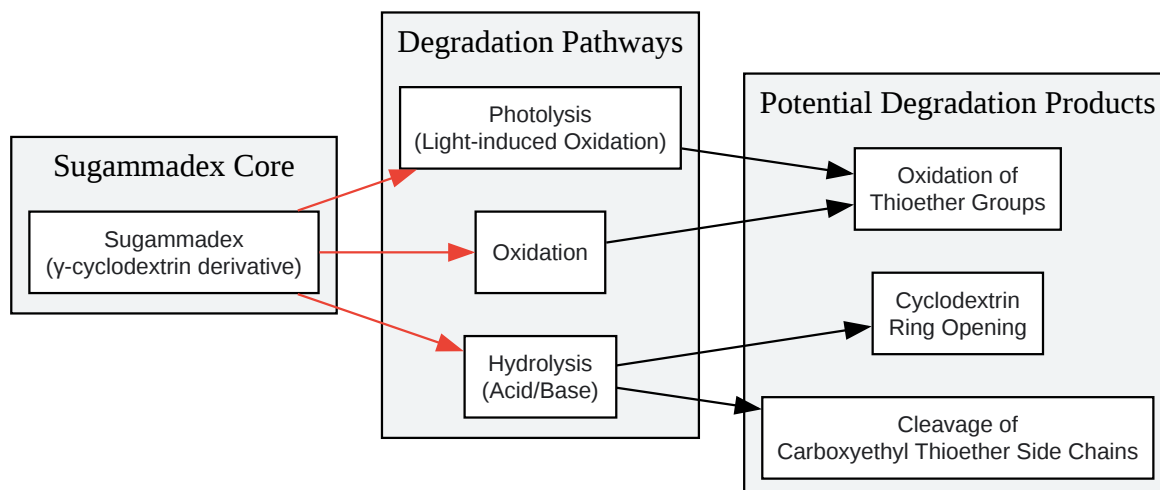 Sugammadex Core
Sugammadex
(γ-cyclodextrin derivative)
Degradation Pathways
Photolysis
(Light-induced Oxidation)
Oxidation
Hydrolysis
(Acid/Base)
Potential Degradation Products
Oxidation of
Thioether Groups
Cyclodextrin
Ring Opening
Cleavage of
Carboxyethyl Thioether Side Chains